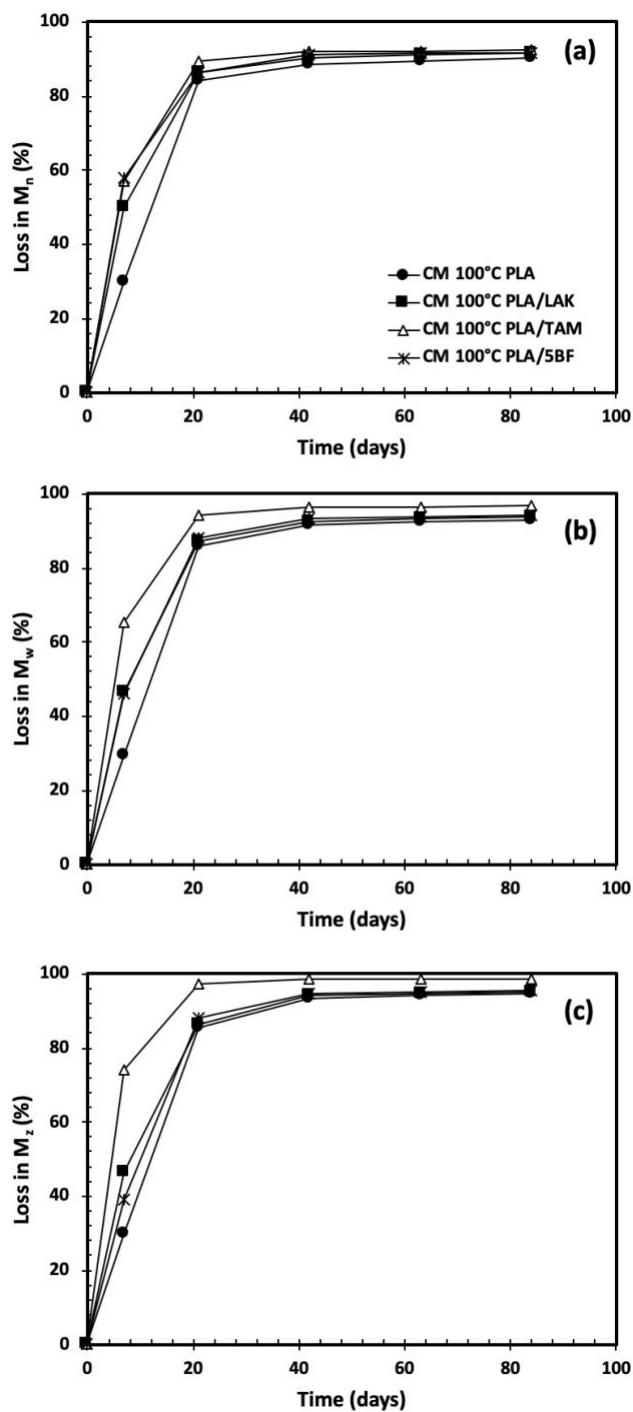 100
(a)
80
60
Loss in Mn (%)
40
CM 100°C PLA
CM 100°C PLA/LAK
CM 100°C PLA/TAM
CM 100°C PLA/5BF
20
0
0 20 40 60 80 100
Time (days)
100
(b)
80
60
Loss in Mw (%)
40
20
0
0 20 40 60 80 100
Time (days)
100
(c)
80
60
Loss in Mz (%)
40
20
0
0 20 40 60 80 100
Time (days)